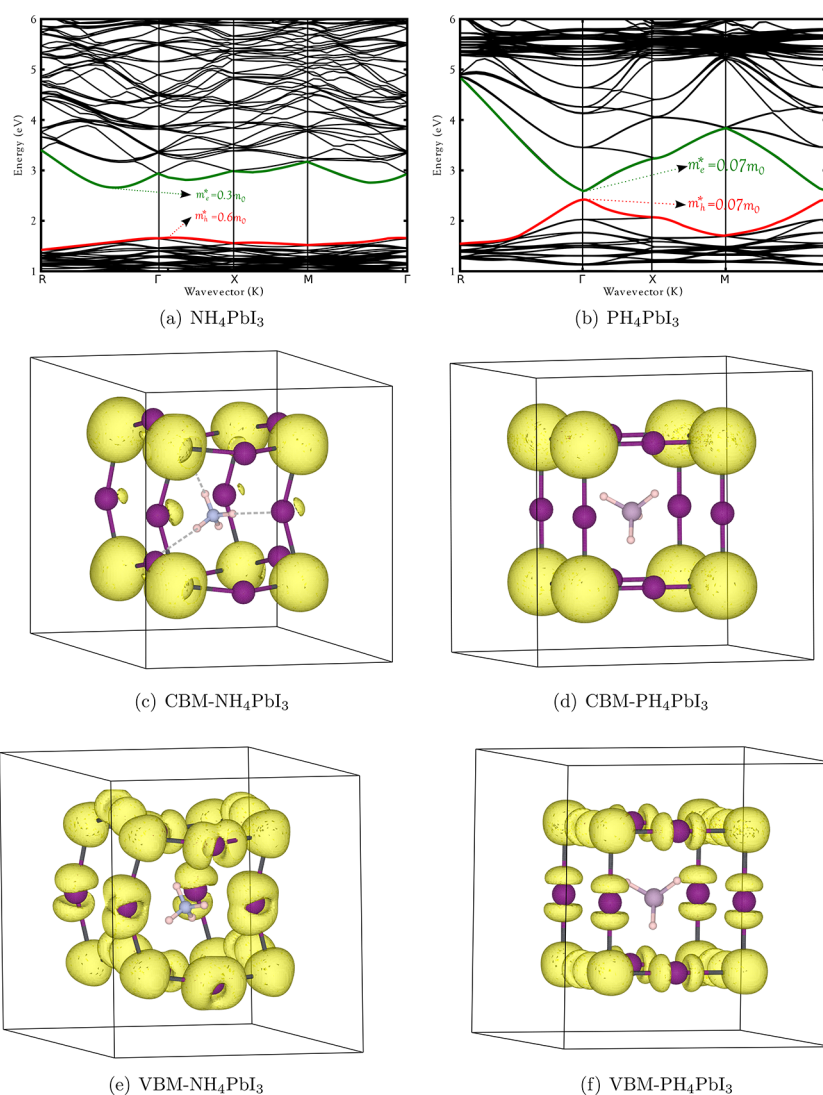 6
5
4
3
2
1
Energy (eV)
m*e=0.3m0
m*h=0.6m0
R Γ X M Γ
Wavevector (K)
(a) NH₄PbI₃
6
5
4
3
2
1
Energy (eV)
m*e=0.07m0
m*h=0.07m0
R Γ X M
Wavevector (K)
(b) PH₄PbI₃
(c) CBM-NH₄PbI₃
(d) CBM-PH₄PbI₃
(e) VBM-NH₄PbI₃
(f) VBM-PH₄PbI₃